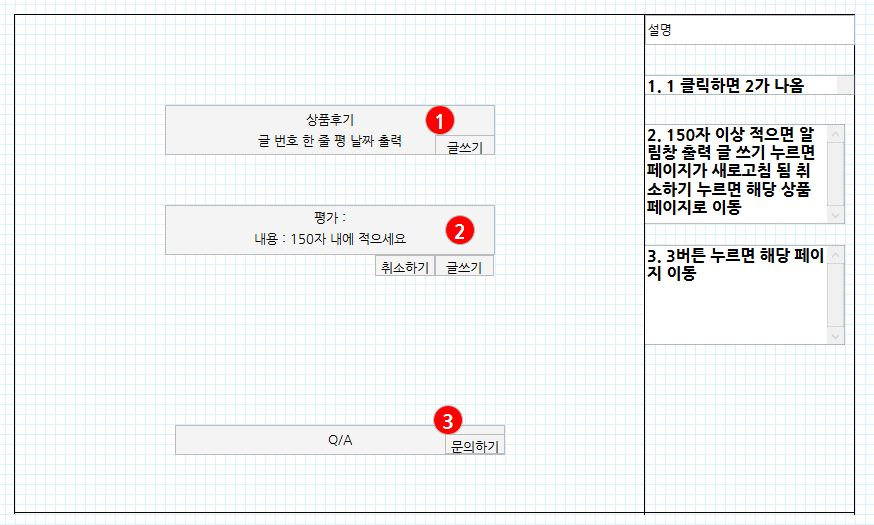 설명
1. 1 클릭하면 2가 나옴
상품후기
1
글 번호 한 줄 평 날짜 출력
글쓰기
2. 150자 이상 적으면 알
림창 출력 글 쓰기 누르면
페이지가 새로고침 됨 취
소하기 누르면 해당 상품
페이지로 이동
평가 :
2
내용 : 150자 내에 적으세요
취소하기
글쓰기
3. 3버튼 누르면 해당 페이
지 이동
3
Q/A
문의하기